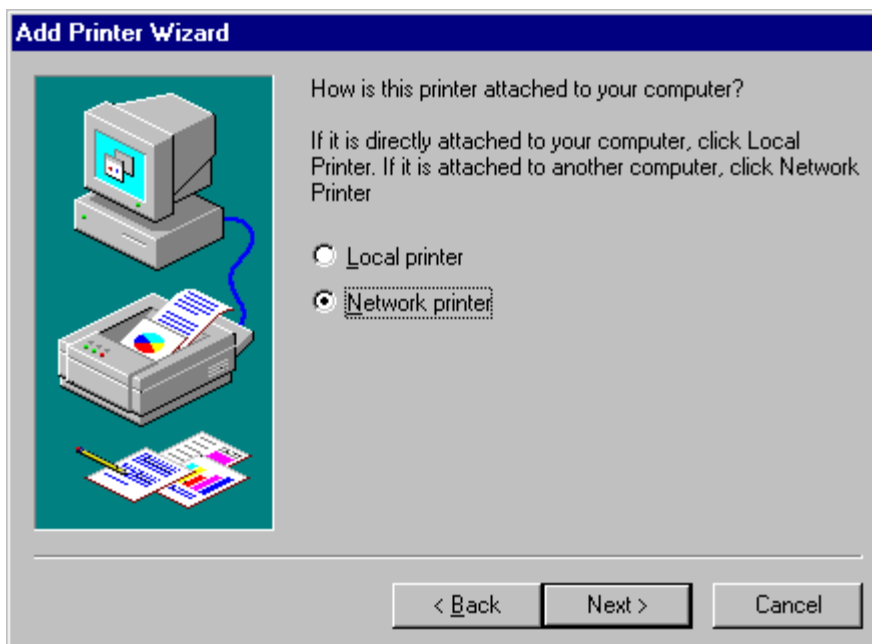 Add Printer Wizard
How is this printer attached to your computer?
If it is directly attached to your computer, click Local
Printer. If it is attached to another computer, click Network
Printer
Local printer
Network printer
< Back
Next >
Cancel